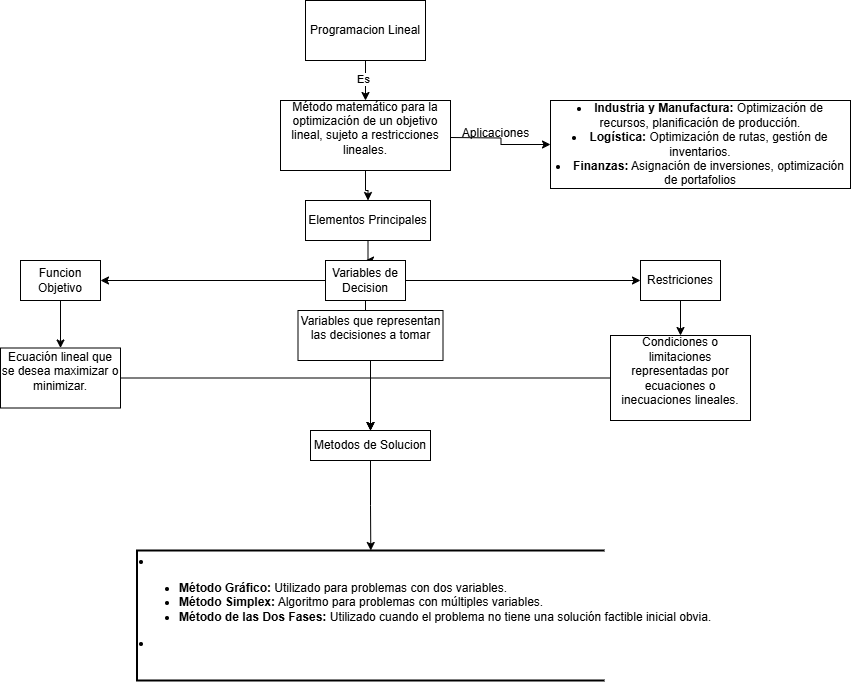 Programacion Lineal
Es
Método matemático para la
optimización de un objetivo
lineal, sujeto a restricciones
lineales.
Aplicaciones
Industria y Manufactura: Optimización de
recursos, planificación de producción.
Logística: Optimización de rutas, gestión de
inventarios.
Finanzas: Asignación de inversiones, optimización
de portafolios
Elementos Principales
Funcion
Objetivo
Variables de
Decision
Restriciones
Ecuación lineal que
se desea maximizar o
minimizar.
Variables que representan
las decisiones a tomar
Condiciones o
limitaciones
representadas por
ecuaciones o
inecuaciones lineales.
Metodos de Solucion
Método Gráfico: Utilizado para problemas con dos variables.
Método Simplex: Algoritmo para problemas con múltiples variables.
Método de las Dos Fases: Utilizado cuando el problema no tiene una solución factible inicial obvia.